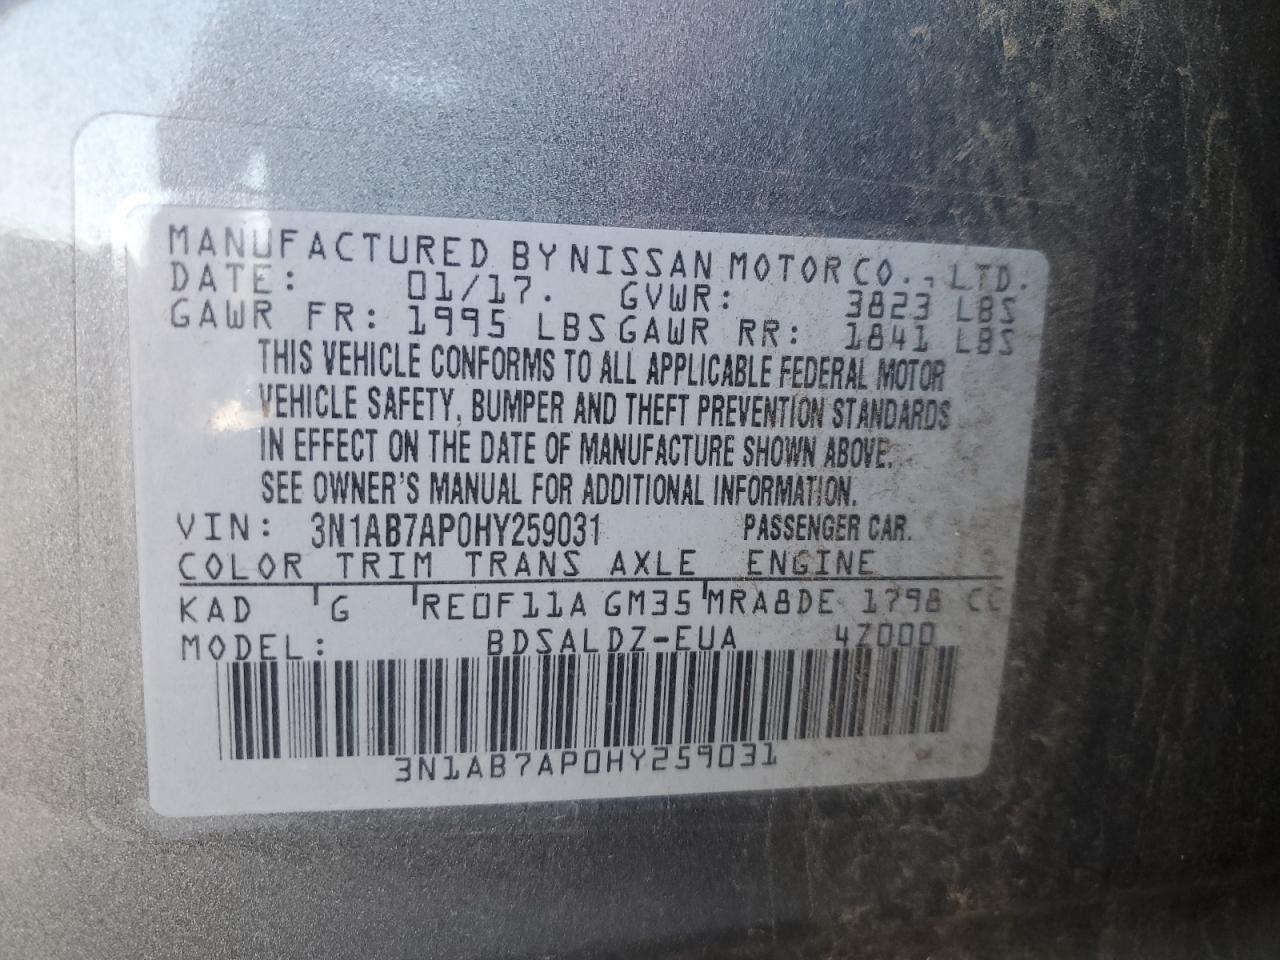 MANUFACTURED BY NISSAN MOTOR CO., LTD.
DATE: 01/17. GVWR: 3823 LBS
GAWR FR: 1995 LBS GAWR RR: 1841 LBS
THIS VEHICLE CONFORMS TO ALL APPLICABLE FEDERAL MOTOR
VEHICLE SAFETY, BUMPER AND THEFT PREVENTION STANDARDS
IN EFFECT ON THE DATE OF MANUFACTURE SHOWN ABOVE.
SEE OWNER'S MANUAL FOR ADDITIONAL INFORMATION.
VIN: 3N1AB7AP0HY259031 PASSENGER CAR.
COLOR TRIM TRANS AXLE ENGINE
KAD G RE0F11A GM35 MRA8DE 1798 CC
MODEL: BDSALDZ-EUA 4Z000
3N1AB7AP0HY259031